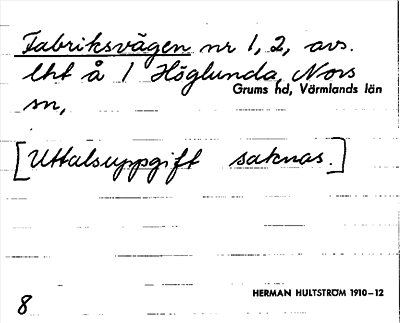 Fabriksvägen nr 1, 2, avs.
lht å 1 Höglunda, Nors
Grums hd, Värmlands län
sn,
[Uttalsuppgift saknas.]
HERMAN HULTSTRÖM 1910–12
8